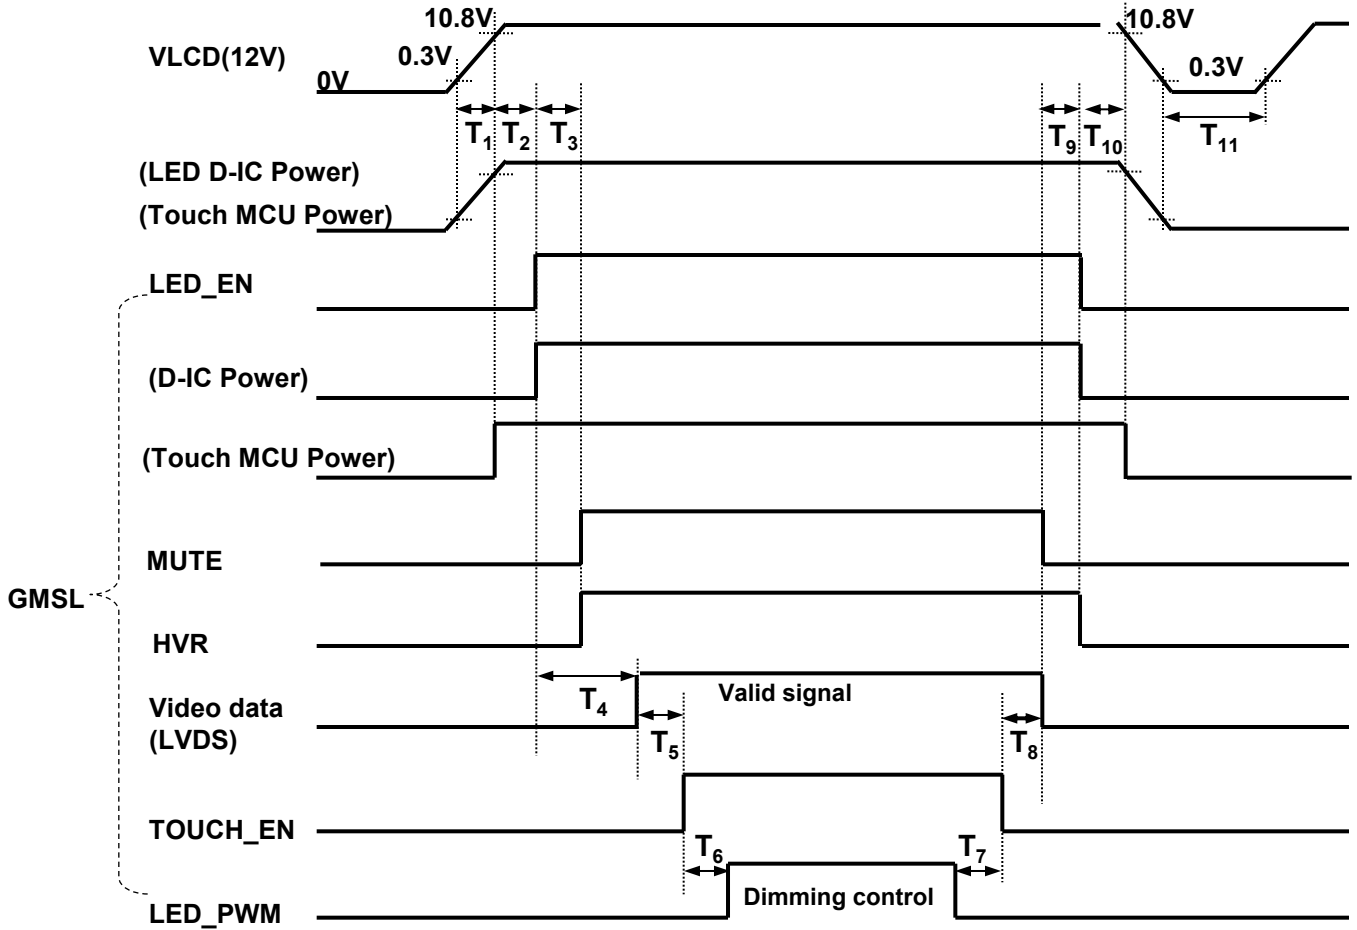 10.8V
10.8V
VLCD(12V)
0.3V
0.3V
0V
T1 T2 T3
T9 T10 T11
(LED D-IC Power)
(Touch MCU Power)
LED_EN
(D-IC Power)
(Touch MCU Power)
MUTE
GMSL
HVR
Video data
(LVDS)
T4
Valid signal
T5
T8
TOUCH_EN
T6
T7
Dimming control
LED_PWM